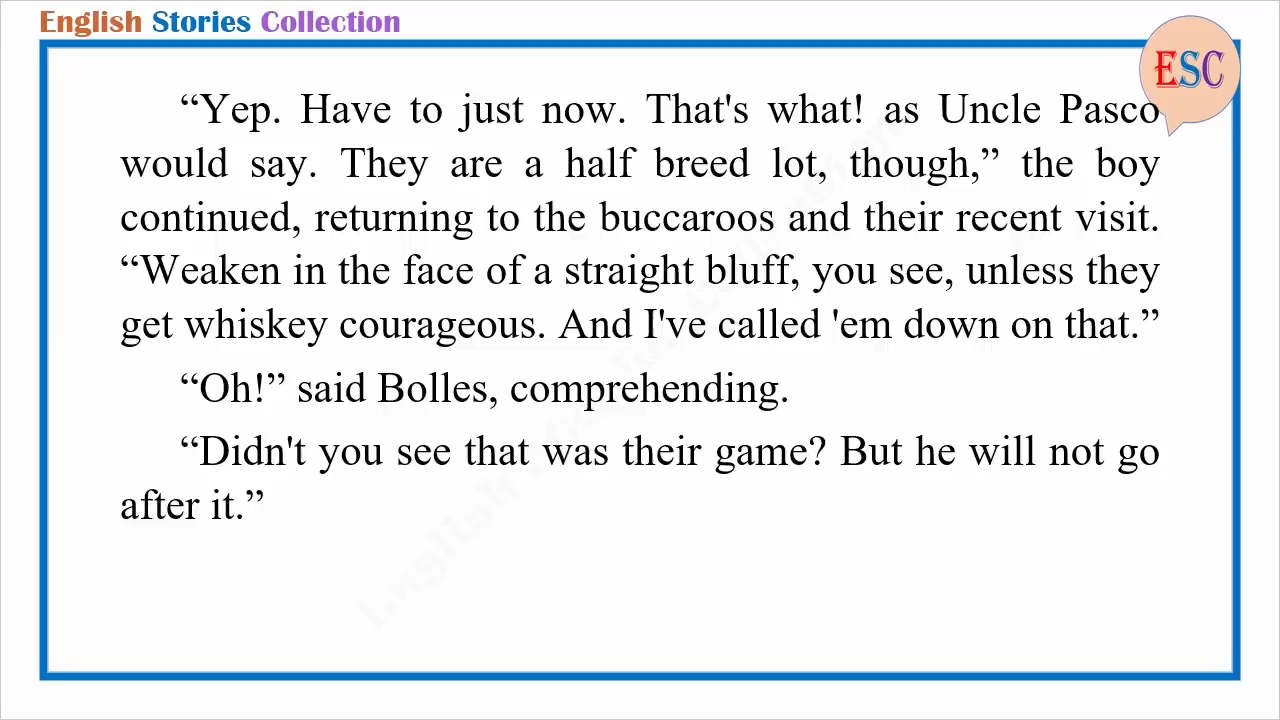 English Stories Collection
ESC
“Yep. Have to just now. That's what! as Uncle Pasco
would say. They are a half breed lot, though,” the boy
continued, returning to the buccaroos and their recent visit.
“Weaken in the face of a straight bluff, you see, unless they
get whiskey courageous. And I've called 'em down on that.”
“Oh!” said Bolles, comprehending.
“Didn't you see that was their game? But he will not go
after it.”